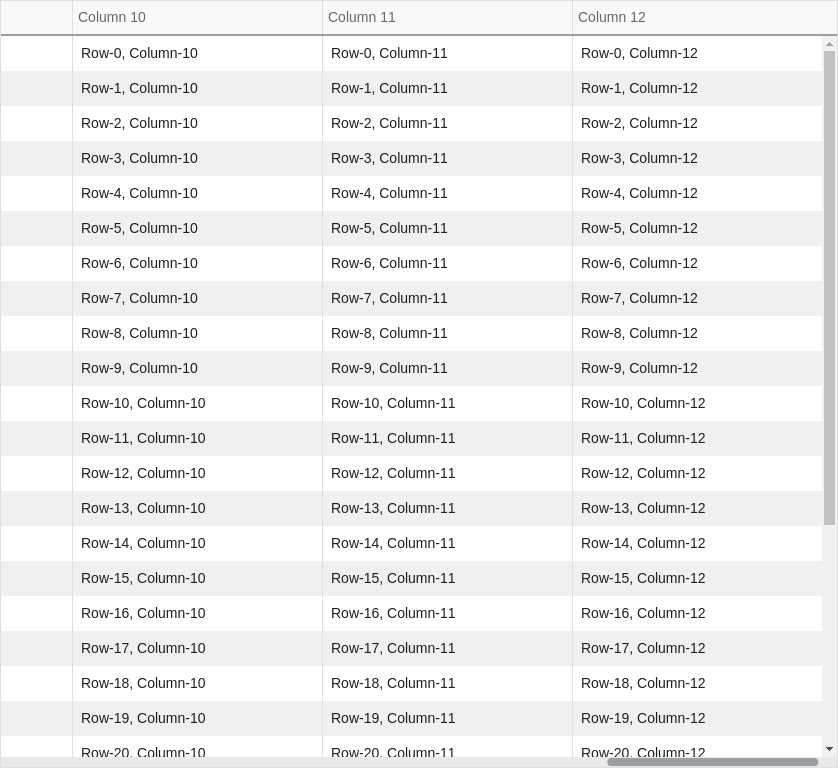 Column 10 Column 11 Column 12
Row-0, Column-10 Row-0, Column-11 Row-0, Column-12
Row-1, Column-10 Row-1, Column-11 Row-1, Column-12
Row-2, Column-10 Row-2, Column-11 Row-2, Column-12
Row-3, Column-10 Row-3, Column-11 Row-3, Column-12
Row-4, Column-10 Row-4, Column-11 Row-4, Column-12
Row-5, Column-10 Row-5, Column-11 Row-5, Column-12
Row-6, Column-10 Row-6, Column-11 Row-6, Column-12
Row-7, Column-10 Row-7, Column-11 Row-7, Column-12
Row-8, Column-10 Row-8, Column-11 Row-8, Column-12
Row-9, Column-10 Row-9, Column-11 Row-9, Column-12
Row-10, Column-10 Row-10, Column-11 Row-10, Column-12
Row-11, Column-10 Row-11, Column-11 Row-11, Column-12
Row-12, Column-10 Row-12, Column-11 Row-12, Column-12
Row-13, Column-10 Row-13, Column-11 Row-13, Column-12
Row-14, Column-10 Row-14, Column-11 Row-14, Column-12
Row-15, Column-10 Row-15, Column-11 Row-15, Column-12
Row-16, Column-10 Row-16, Column-11 Row-16, Column-12
Row-17, Column-10 Row-17, Column-11 Row-17, Column-12
Row-18, Column-10 Row-18, Column-11 Row-18, Column-12
Row-19, Column-10 Row-19, Column-11 Row-19, Column-12
Row-20, Column-10 Row-20, Column-11 Row-20, Column-12